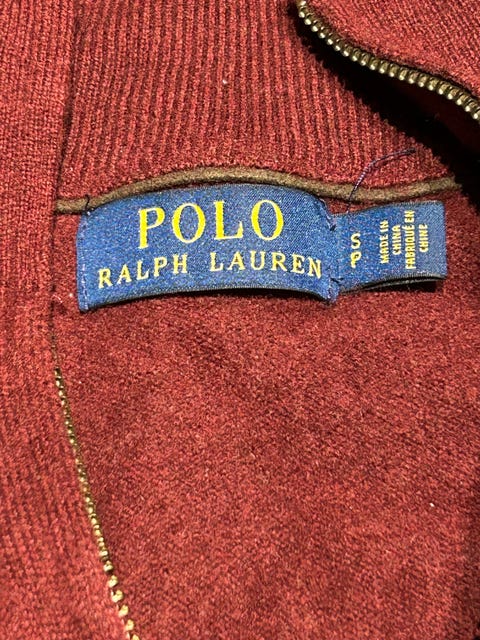 POLO
RALPH LAUREN
S
P
MADE IN
CHINA
FABRIQUÉ EN
CHINE